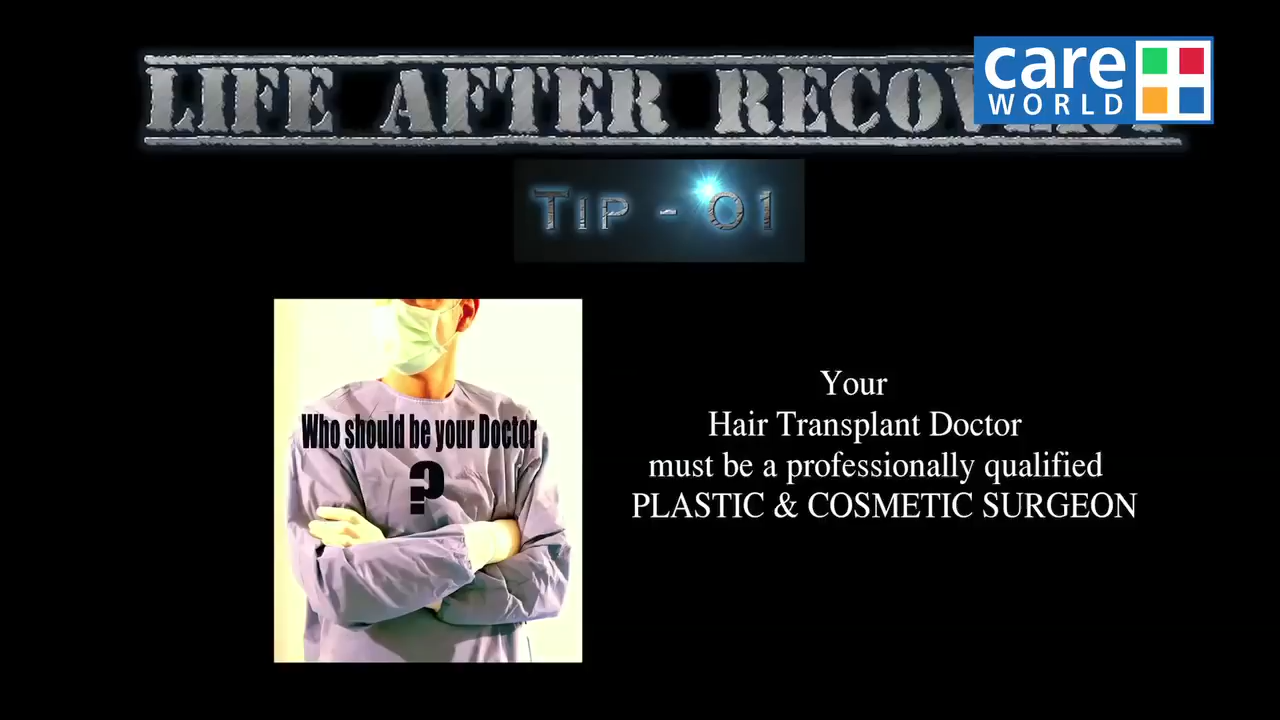 LIFE AFTER RECOVERY
care
WORLD
Tip - 01
Who should be your Doctor
?
Your
Hair Transplant Doctor
must be a professionally qualified
PLASTIC & COSMETIC SURGEON